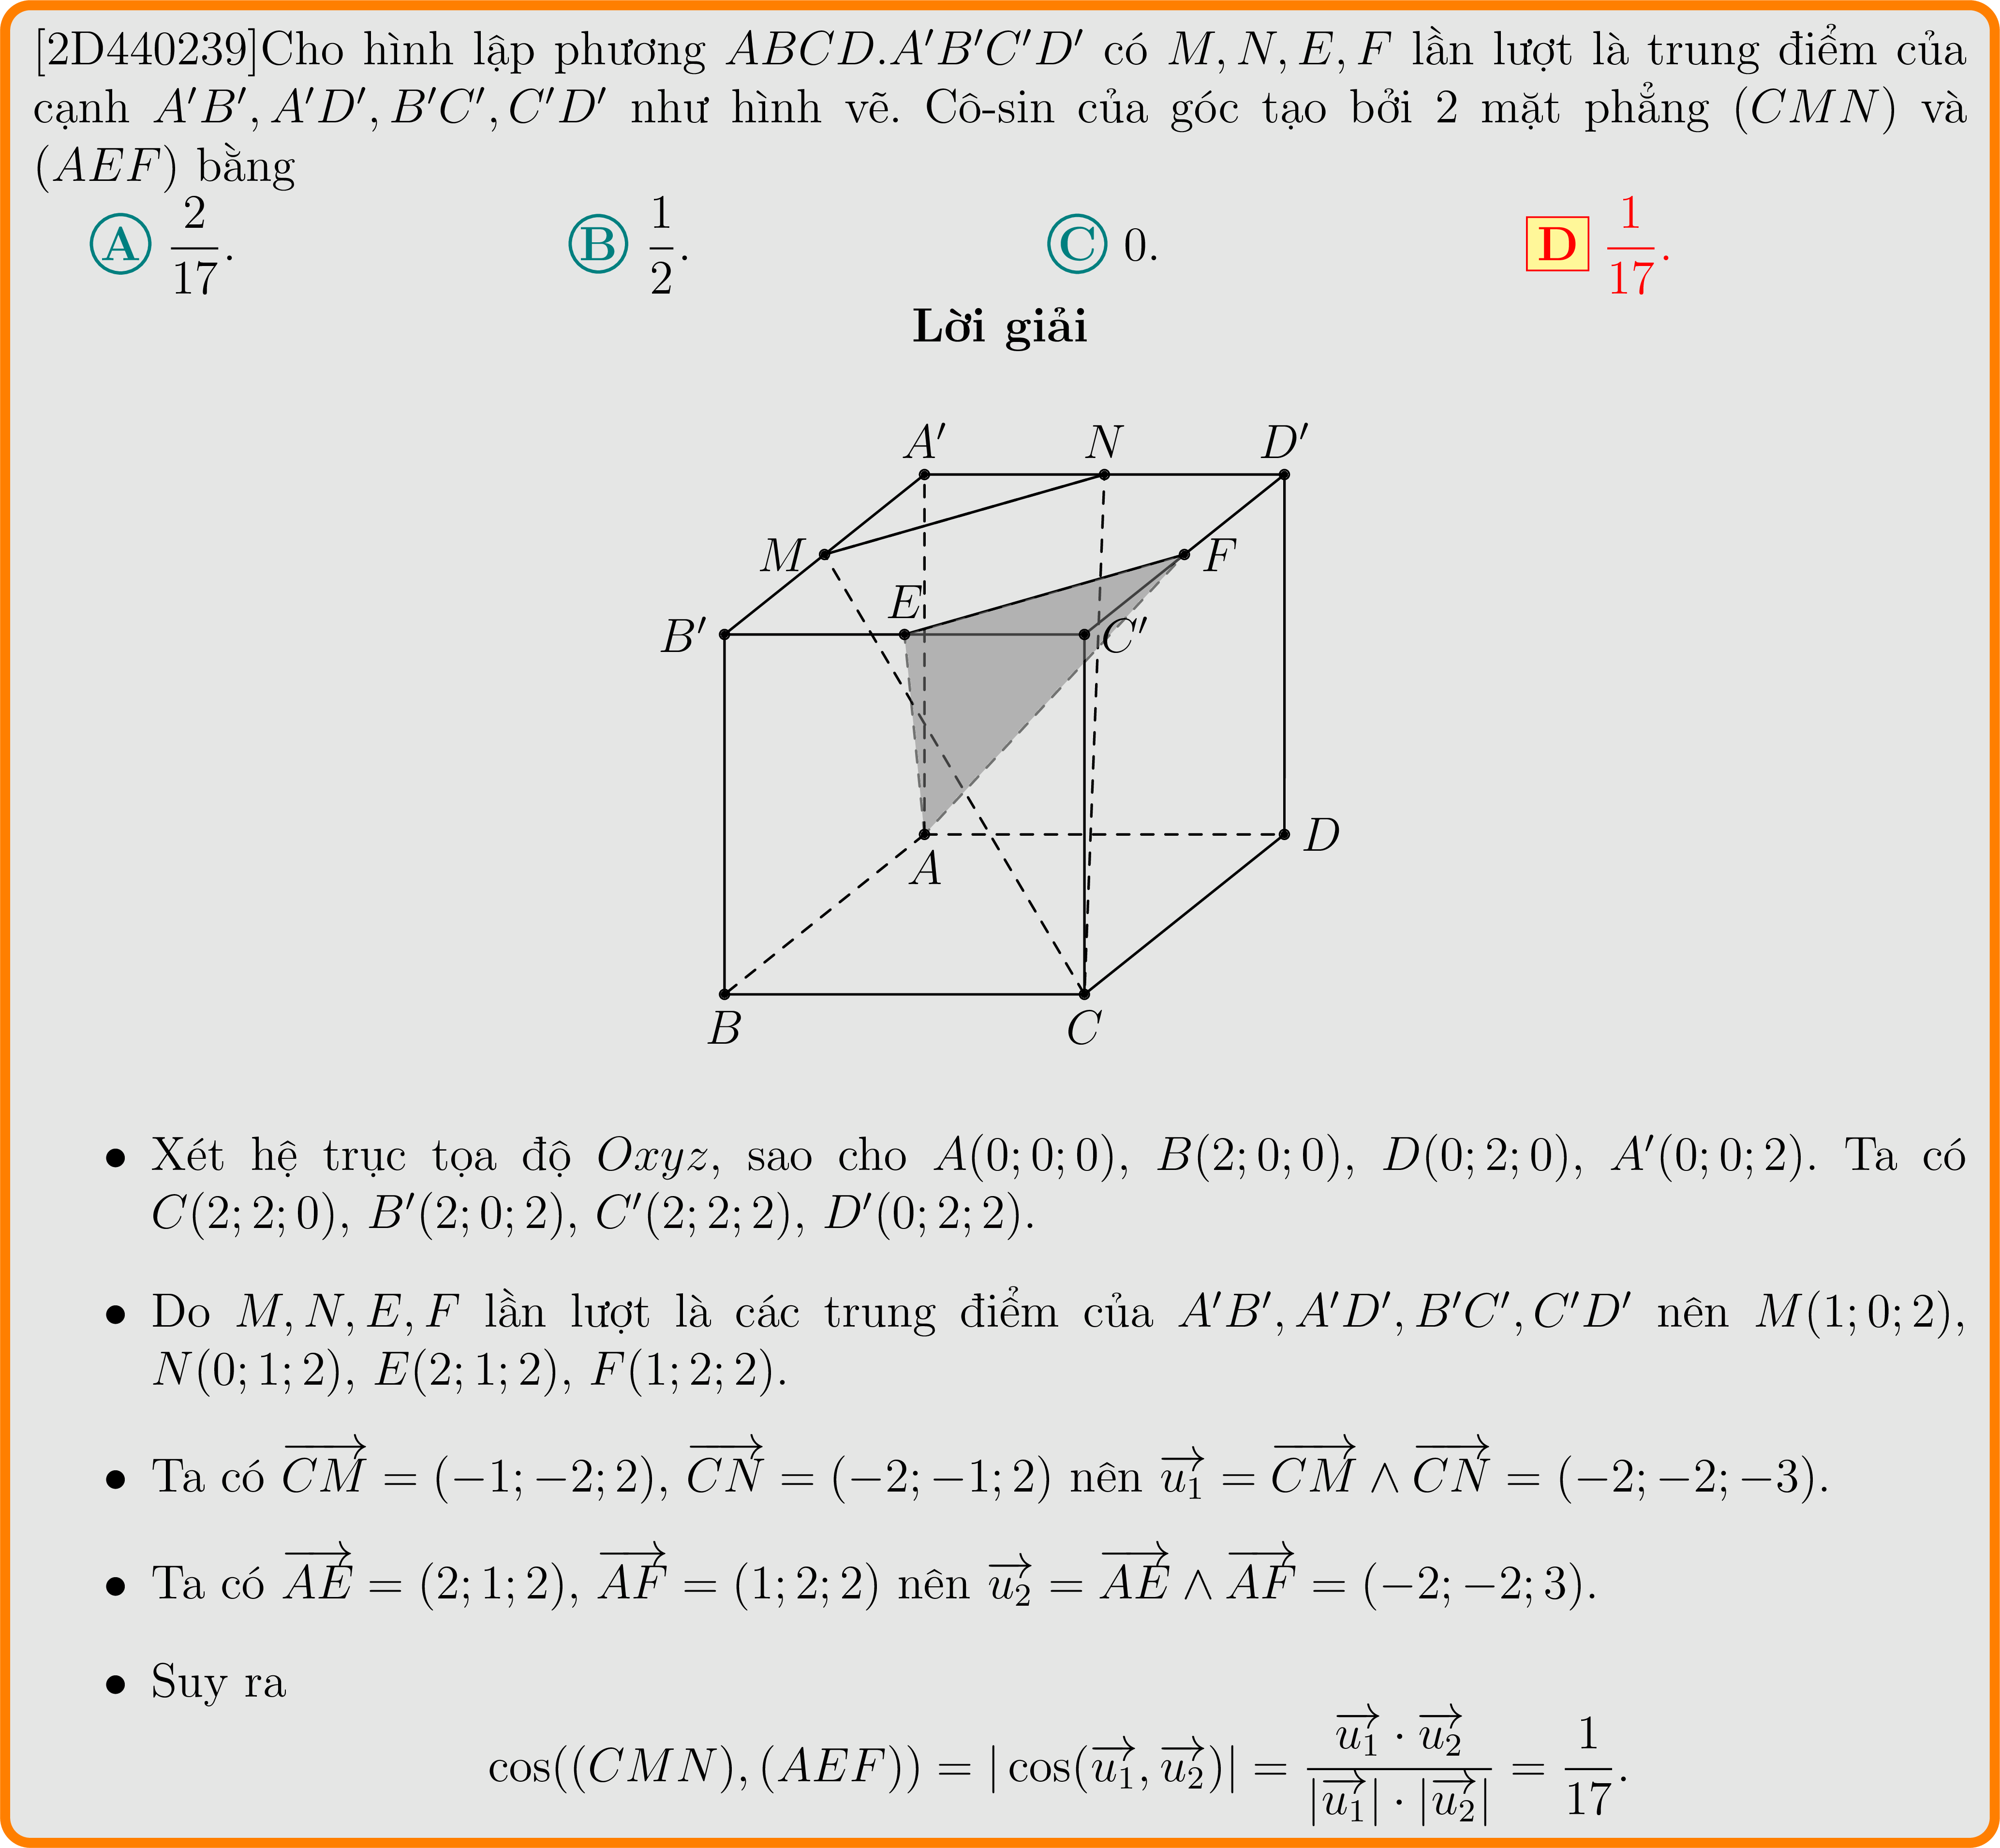 [2D440239]Cho hình lập phương ABCD.A′B′C′D′ có M, N, E, F lần lượt là trung điểm của
cạnh A′B′, A′D′, B′C′, C′D′ như hình vẽ. Cô-sin của góc tạo bởi 2 mặt phẳng (CMN) và
(AEF) bằng
A 2/17. B 1/2. C 0. D 1/17.
Lời giải
A′ N D′
M F
E
B′ C′
A D
B C
• Xét hệ trục tọa độ Oxyz, sao cho A(0; 0; 0), B(2; 0; 0), D(0; 2; 0), A′(0; 0; 2). Ta có
C(2; 2; 0), B′(2; 0; 2), C′(2; 2; 2), D′(0; 2; 2).
• Do M, N, E, F lần lượt là các trung điểm của A′B′, A′D′, B′C′, C′D′ nên M(1; 0; 2),
N(0; 1; 2), E(2; 1; 2), F(1; 2; 2).
• Ta có \overrightarrow{CM} = (−1; −2; 2), \overrightarrow{CN} = (−2; −1; 2) nên \overrightarrow{u_1} = \overrightarrow{CM} ∧ \overrightarrow{CN} = (−2; −2; −3).
• Ta có \overrightarrow{AE} = (2; 1; 2), \overrightarrow{AF} = (1; 2; 2) nên \overrightarrow{u_2} = \overrightarrow{AE} ∧ \overrightarrow{AF} = (−2; −2; 3).
• Suy ra
cos((CMN), (AEF)) = | cos(\overrightarrow{u_1}, \overrightarrow{u_2})| = \frac{\overrightarrow{u_1} · \overrightarrow{u_2}}{|\overrightarrow{u_1}| · |\overrightarrow{u_2}|} = \frac{1}{17}.